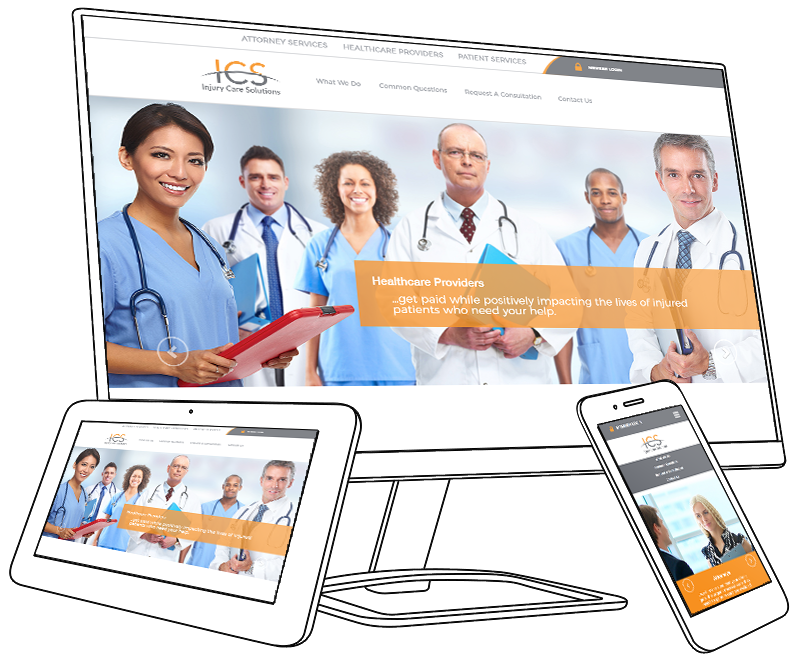 ATTORNEY SERVICES HEALTHCARE PROVIDERS PATIENT SERVICES MEMBER LOGIN
ICS
Injury Care Solutions
What We Do Common Questions Request A Consultation Contact Us
Healthcare Providers
...get paid while positively impacting the lives of injured
patients who need your help.
ICS
Healthcare Providers
...get paid while positively impacting the lives of injured
patients who need your help.
ICS